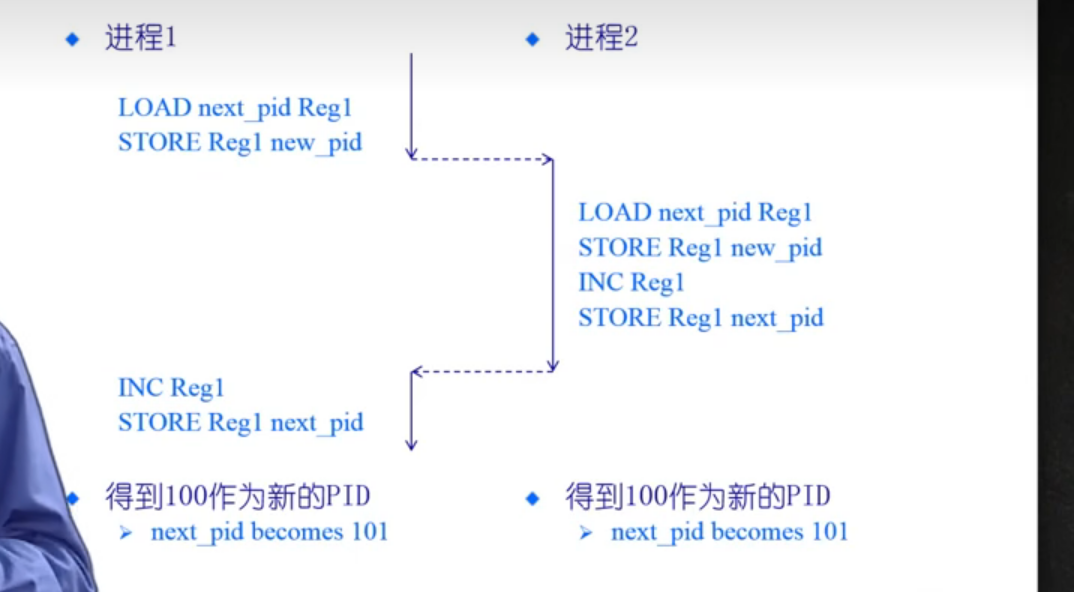 进程1
LOAD next_pid Reg1
STORE Reg1 new_pid
进程2
LOAD next_pid Reg1
STORE Reg1 new_pid
INC Reg1
STORE Reg1 next_pid
INC Reg1
STORE Reg1 next_pid
得到100作为新的PID
next_pid becomes 101
得到100作为新的PID
next_pid becomes 101